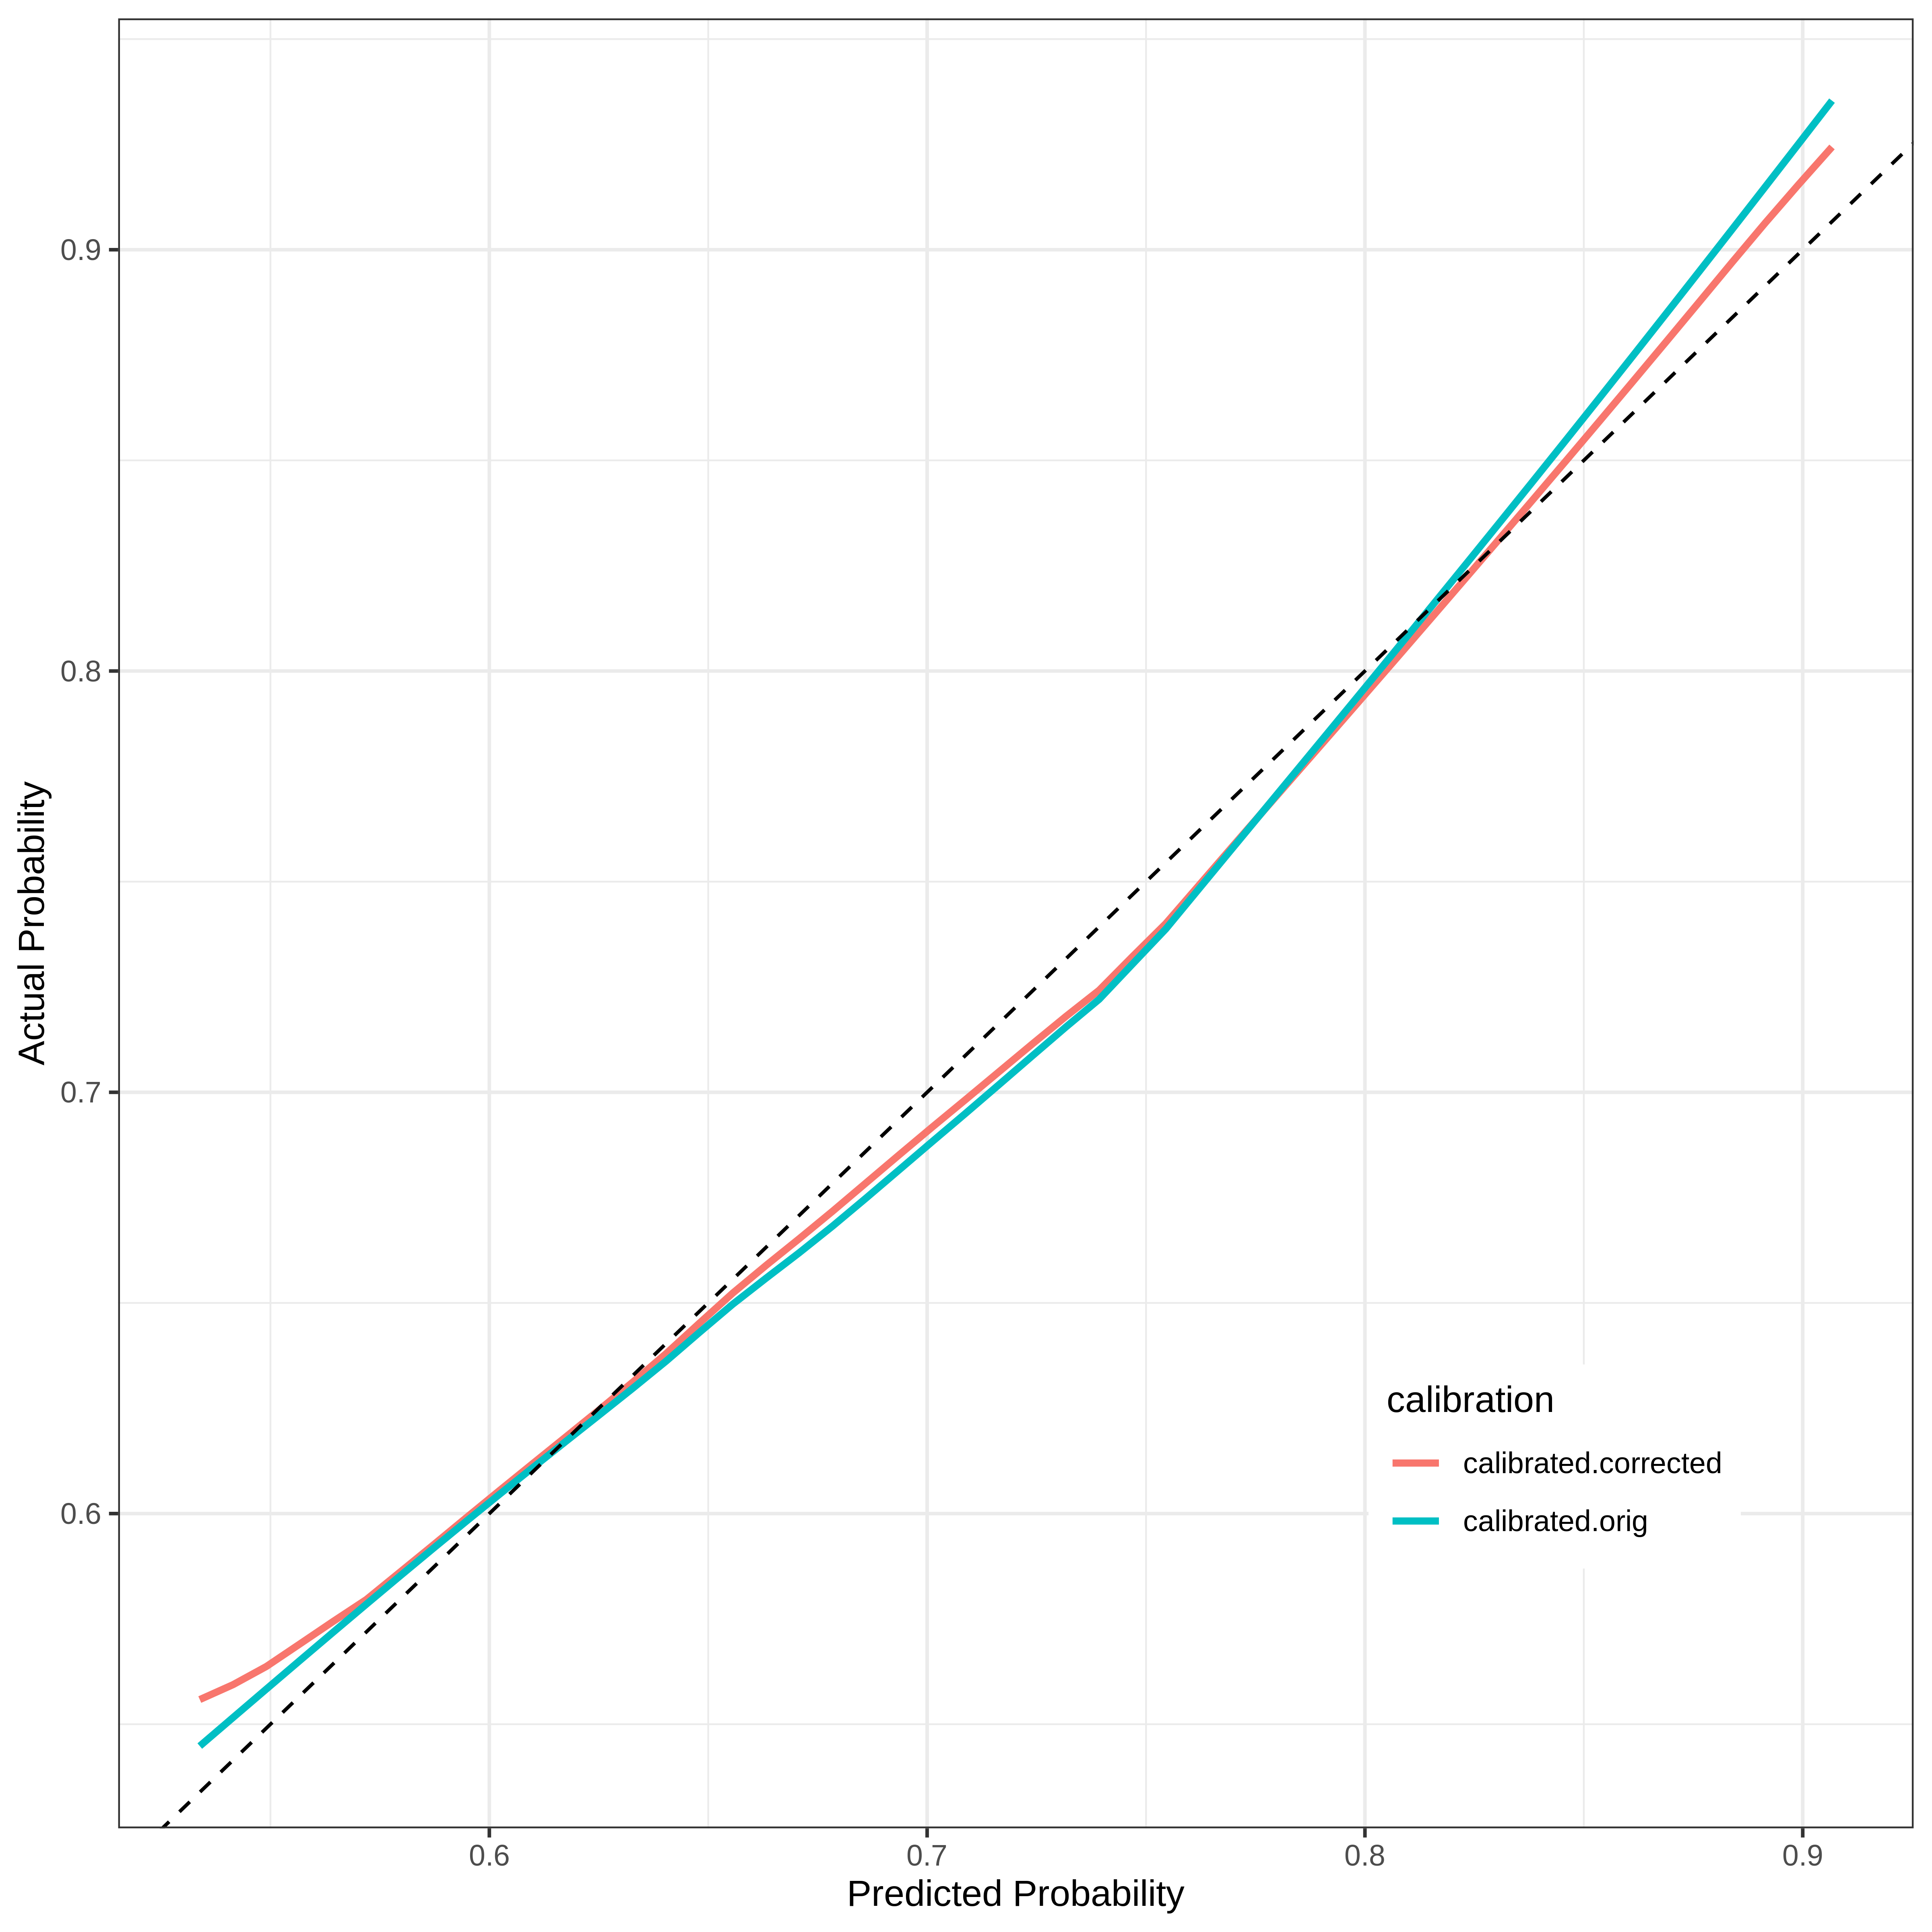 0.9
0.8
0.7
0.6
Actual Probability
calibration
calibrated.corrected
calibrated.orig
0.6
0.7
0.8
0.9
Predicted Probability